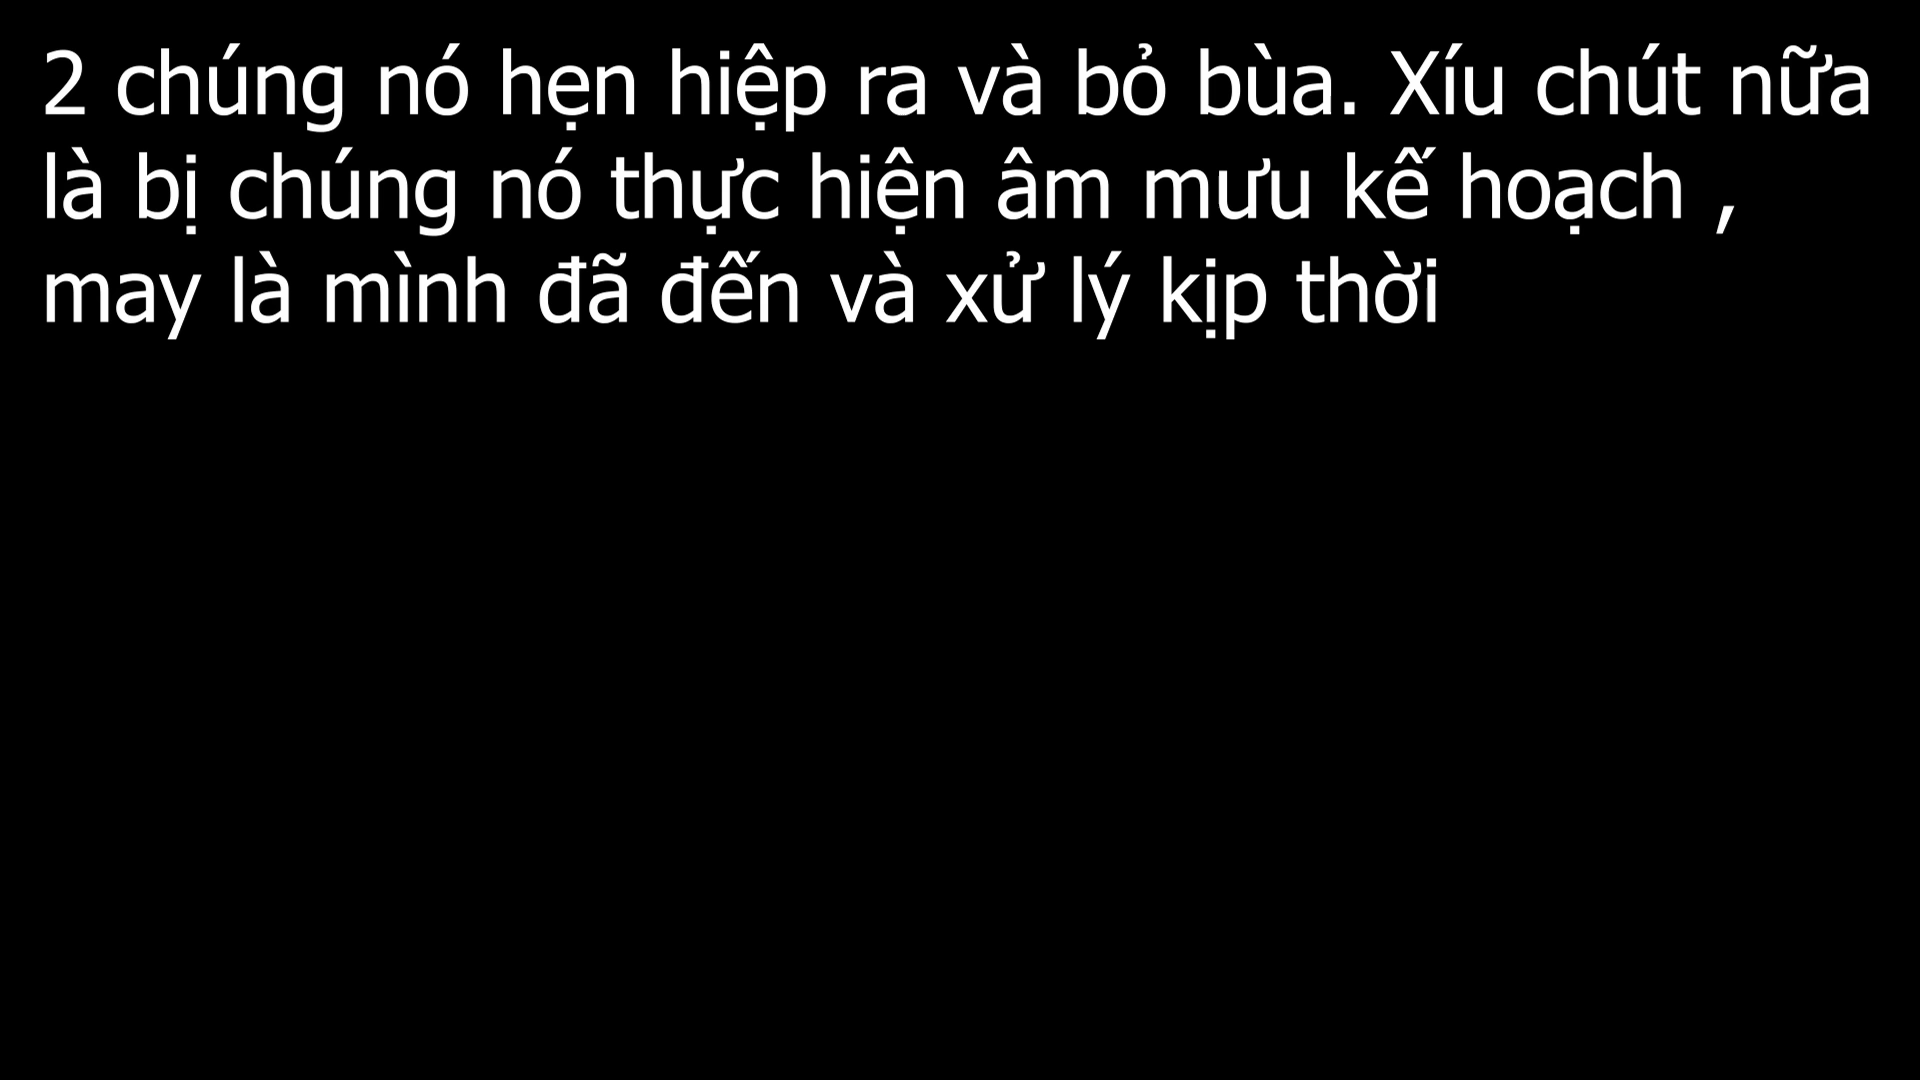 2 chúng nó hẹn hiệp ra và bỏ bùa. Xíu chút nữa
là bị chúng nó thực hiện âm mưu kế hoạch ,
may là mình đã đến và xử lý kịp thời